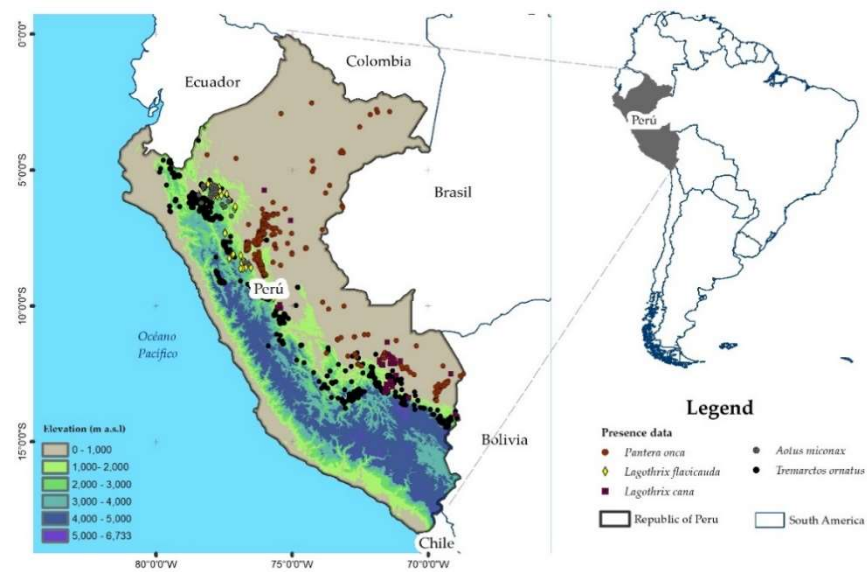 0°0'0"
5°0'0"S
10°0'0"S
15°0'0"S
Ecuador
Colombia
Brasil
Perú
Océano
Pacífico
Bolivia
Chile
Elevation (m a.s.l)
0 - 1,000
1,000- 2,000
2,000 - 3,000
3,000 - 4,000
4,000 - 5,000
5,000 - 6,733
80°0'0"W
75°0'0"W
70°0'0"W
Perú
Legend
Presence data
Pantera onca
Lagothrix flavicauda
Lagothrix cana
Aotus miconax
Tremarctos ornatus
Republic of Peru
South America